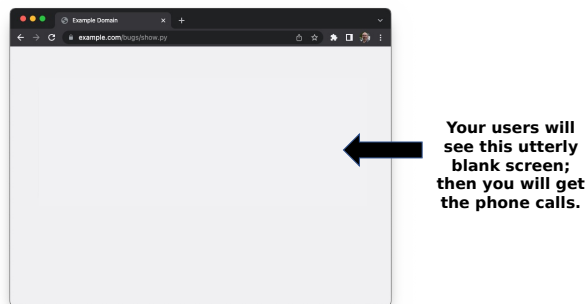 Example Domain
example.com/bugs/show.py
Your users will
see this utterly
blank screen;
then you will get
the phone calls.